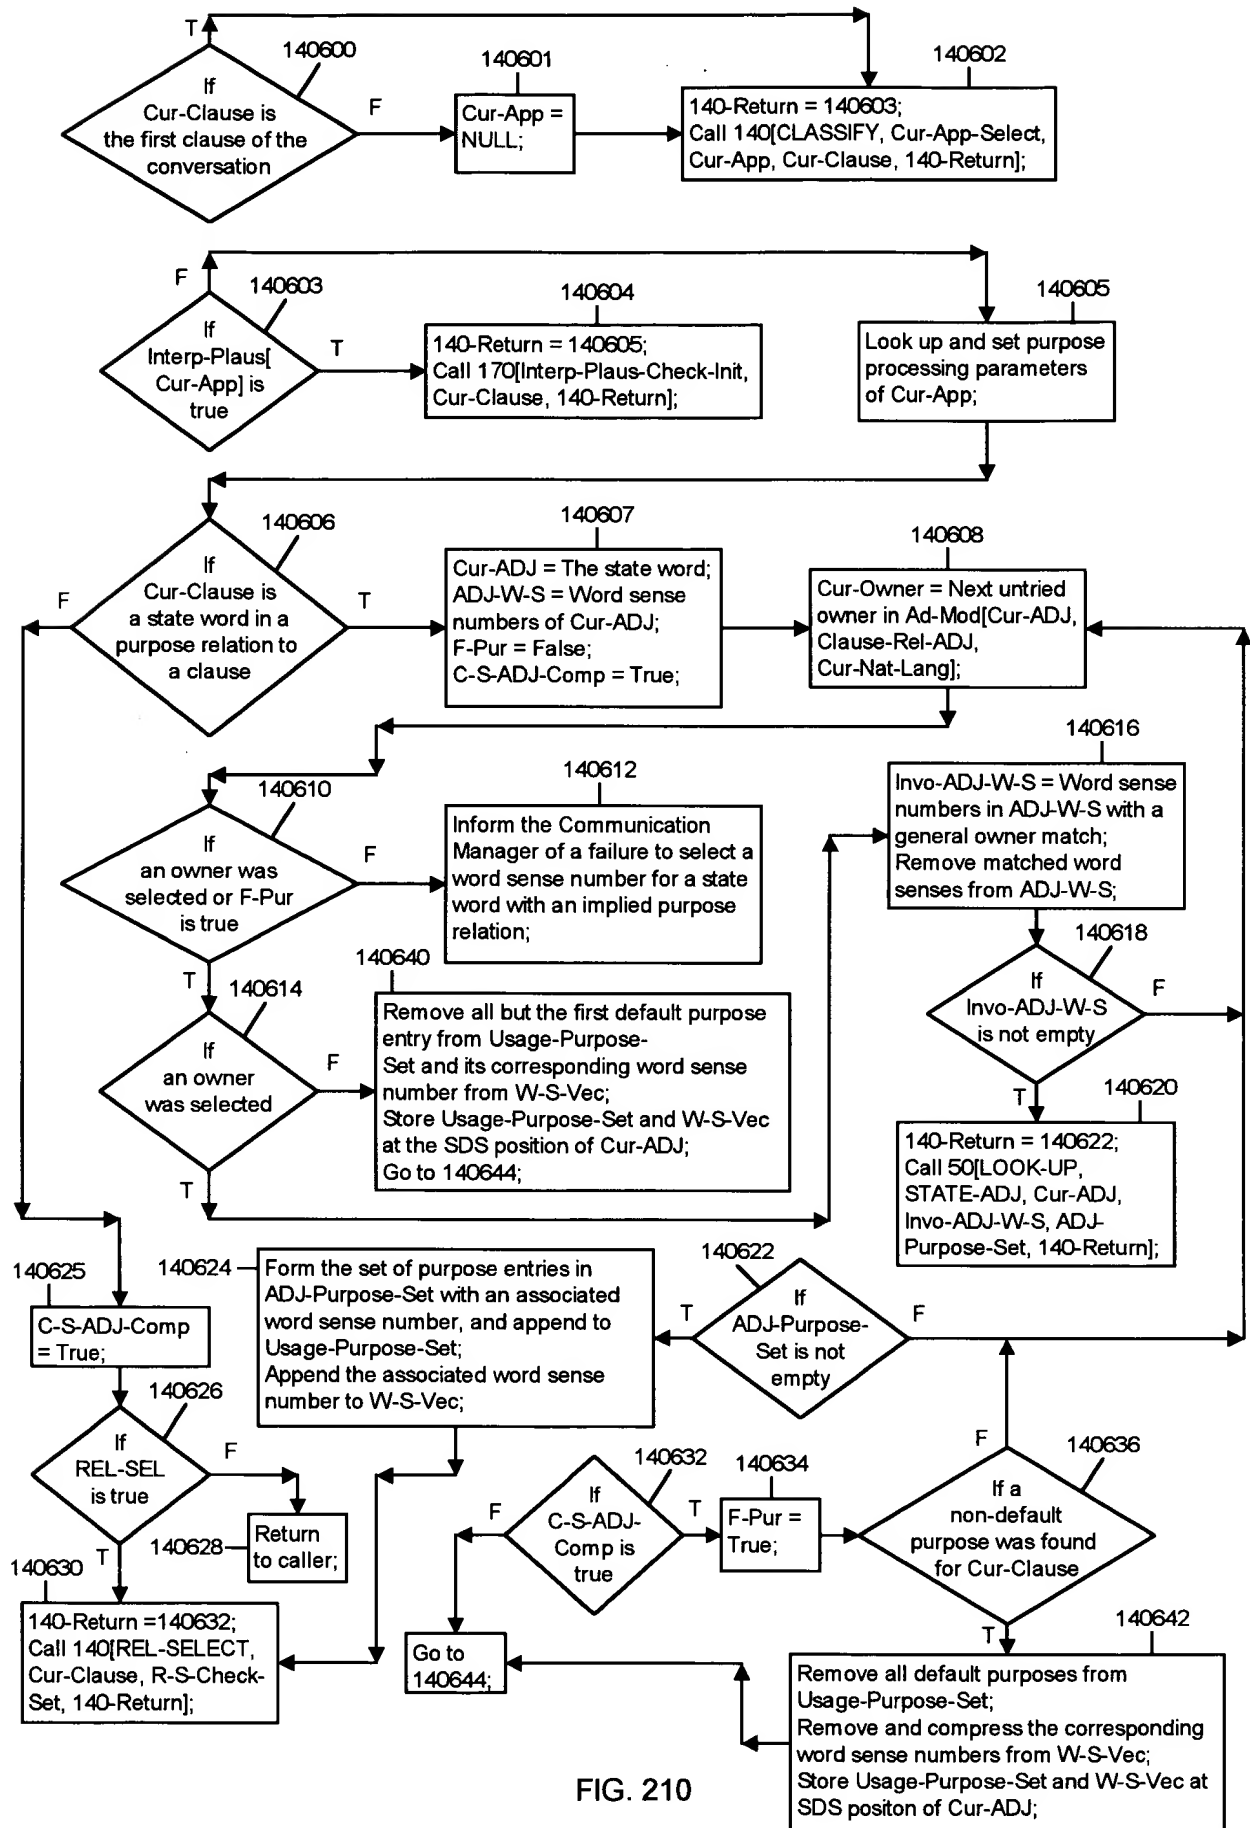 T
140600
If
Cur-Clause is
the first clause of the
conversation
F
140601
Cur-App =
NULL;
140602
140-Return = 140603;
Call 140[CLASSIFY, Cur-App-Select,
Cur-App, Cur-Clause, 140-Return];
F
140603
If
Interp-Plaus[
Cur-App] is
true
T
140604
140-Return = 140605;
Call 170[Interp-Plaus-Check-Init,
Cur-Clause, 140-Return];
140605
Look up and set purpose
processing parameters
of Cur-App;
140606
If
Cur-Clause is
a state word in a
purpose relation to
a clause
F
T
140607
Cur-ADJ = The state word;
ADJ-W-S = Word sense
numbers of Cur-ADJ;
F-Pur = False;
C-S-ADJ-Comp = True;
140608
Cur-Owner = Next untried
owner in Ad-Mod[Cur-ADJ,
Clause-Rel-ADJ,
Cur-Nat-Lang];
140610
If
an owner was
selected or F-Pur
is true
F
T
140612
Inform the Communication
Manager of a failure to select a
word sense number for a state
word with an implied purpose
relation;
140616
Invo-ADJ-W-S = Word sense
numbers in ADJ-W-S with a
general owner match;
Remove matched word
senses from ADJ-W-S;
140618
If
Invo-ADJ-W-S
is not empty
F
T
140614
If
an owner
was selected
F
T
140640
Remove all but the first default purpose
entry from Usage-Purpose-
Set and its corresponding word sense
number from W-S-Vec;
Store Usage-Purpose-Set and W-S-Vec
at the SDS position of Cur-ADJ;
Go to 140644;
140620
140-Return = 140622;
Call 50[LOOK-UP,
STATE-ADJ, Cur-ADJ,
Invo-ADJ-W-S, ADJ-
Purpose-Set, 140-Return];
140625
C-S-ADJ-Comp
= True;
140624
Form the set of purpose entries in
ADJ-Purpose-Set with an associated
word sense number, and append to
Usage-Purpose-Set;
Append the associated word sense
number to W-S-Vec;
140622
If
ADJ-Purpose-
Set is not
empty
T
F
140626
If
REL-SEL
is true
F
T
140628
Return
to caller;
140630
140-Return =140632;
Call 140[REL-SELECT,
Cur-Clause, R-S-Check-
Set, 140-Return];
140632
If
C-S-ADJ-
Comp is
true
F
T
140634
F-Pur =
True;
140636
If a
non-default
purpose was found
for Cur-Clause
F
T
Go to
140644;
140642
Remove all default purposes from
Usage-Purpose-Set;
Remove and compress the corresponding
word sense numbers from W-S-Vec;
Store Usage-Purpose-Set and W-S-Vec at
SDS positon of Cur-ADJ;
FIG. 210